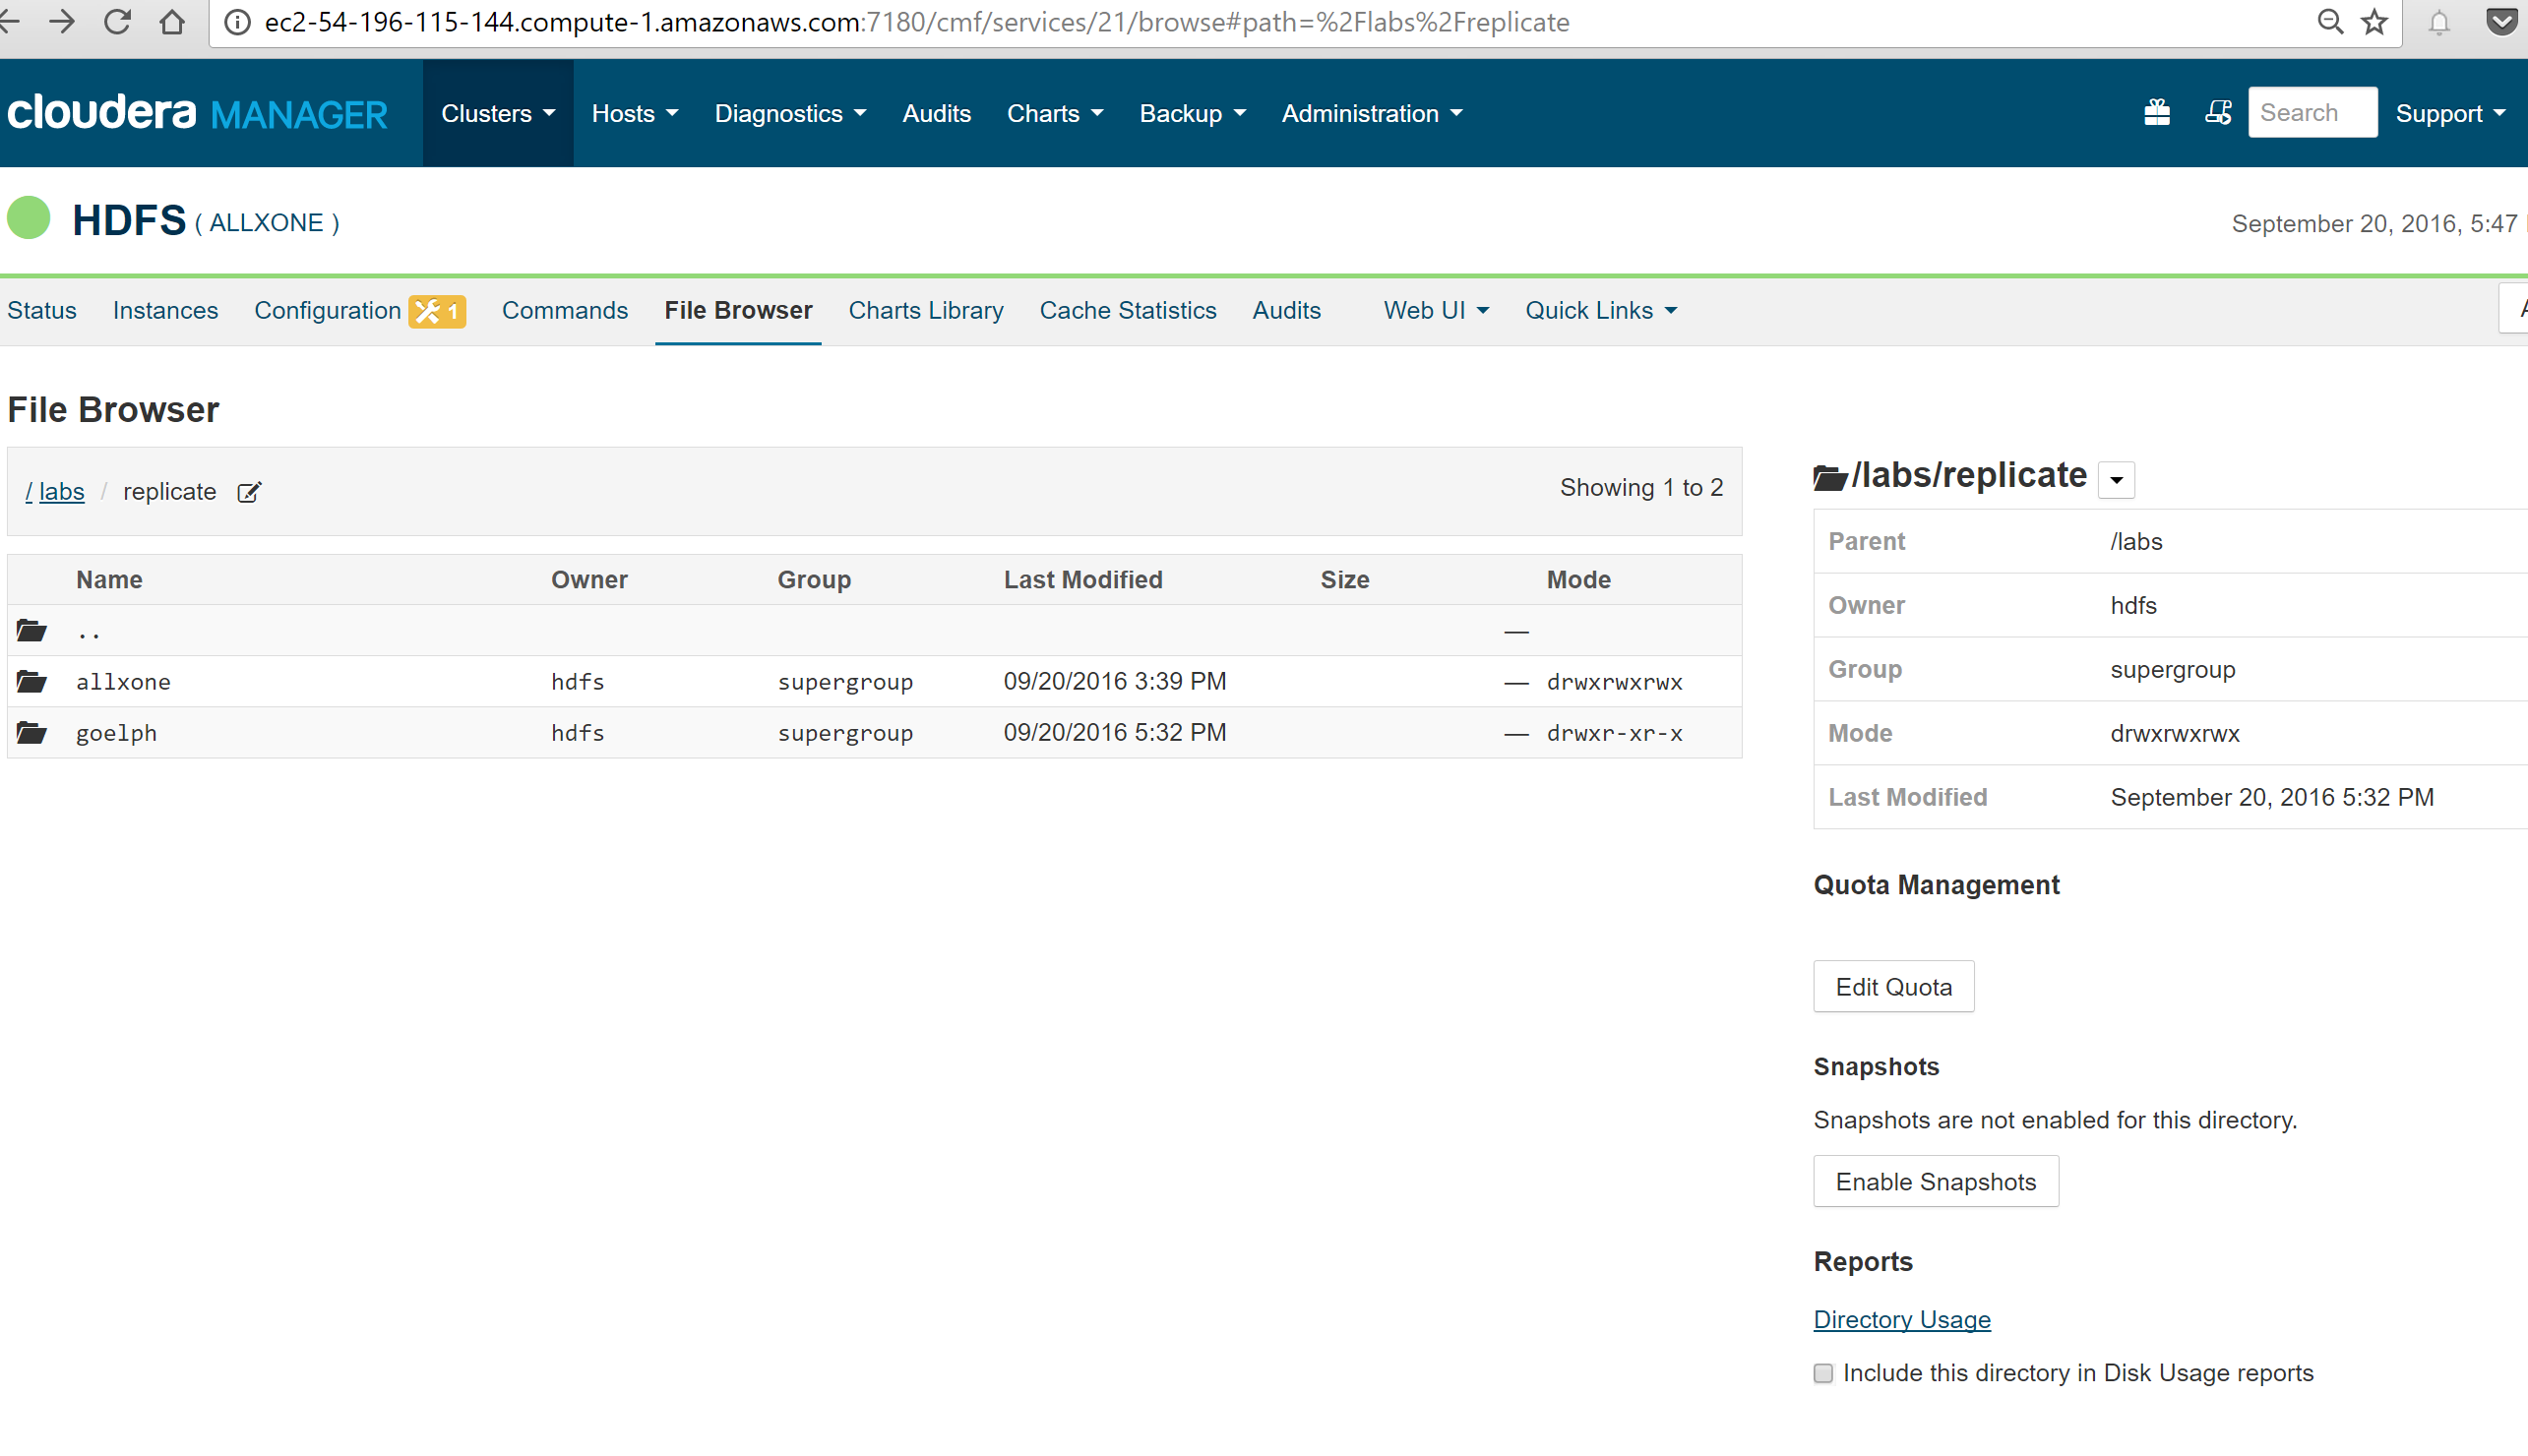 ec2-54-196-115-144.compute-1.amazonaws.com:7180/cmf/services/21/browse#path=%2Flabs%2Freplicate
cloudera MANAGER Clusters Hosts Diagnostics Audits Charts Backup Administration Search Support
HDFS ( ALLXONE ) September 20, 2016, 5:47
Status Instances Configuration 1 Commands File Browser Charts Library Cache Statistics Audits Web UI Quick Links
File Browser
/ labs / replicate Showing 1 to 2
Name Owner Group Last Modified Size Mode
.. —
allxone hdfs supergroup 09/20/2016 3:39 PM — drwxrwxrwx
goelph hdfs supergroup 09/20/2016 5:32 PM — drwxr-xr-x
/labs/replicate
Parent /labs
Owner hdfs
Group supergroup
Mode drwxrwxrwx
Last Modified September 20, 2016 5:32 PM
Quota Management
Edit Quota
Snapshots
Snapshots are not enabled for this directory.
Enable Snapshots
Reports
Directory Usage
Include this directory in Disk Usage reports